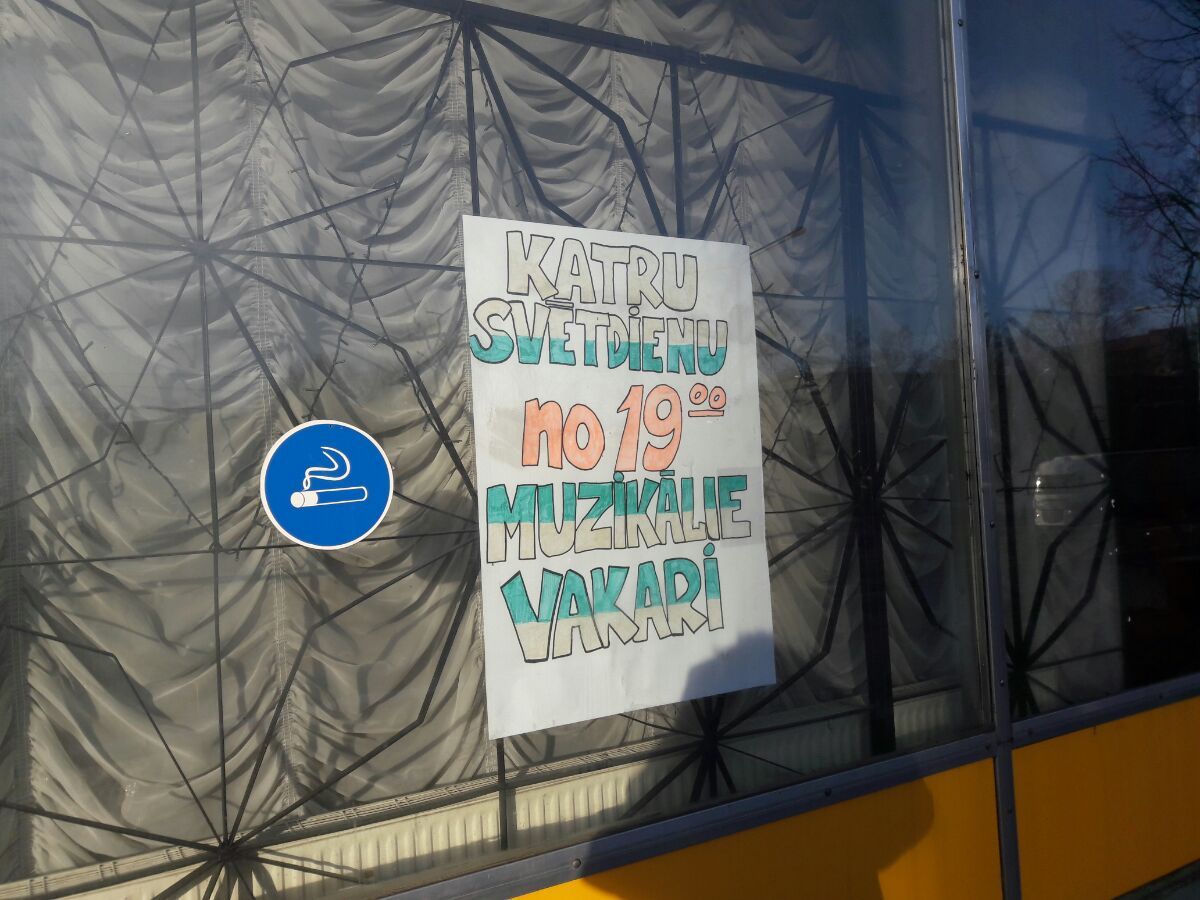 KATRU
SVĒTDIENU
no 19⁰⁰
MUZIKĀLIE
VAKARi